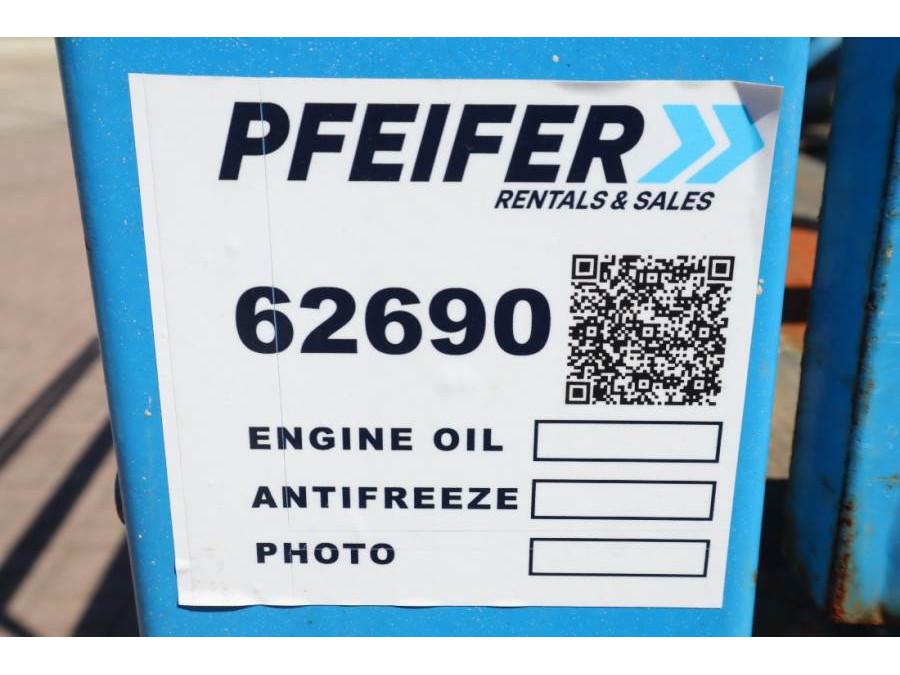 PFEIFER
RENTALS & SALES
62690
ENGINE OIL
ANTIFREEZE
PHOTO